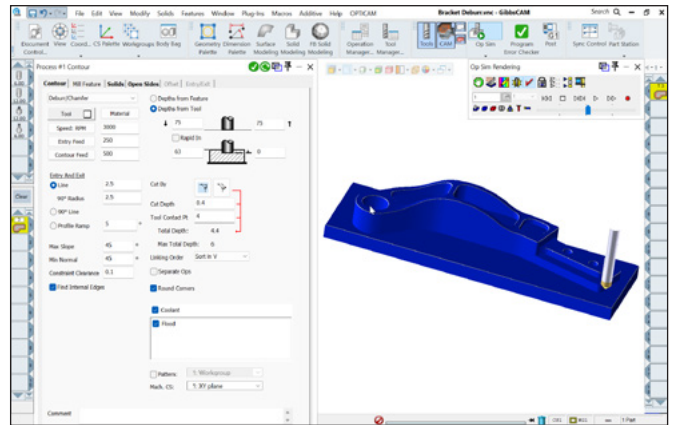 File Edit View Modify Solids Features Window Plug-Ins Macros Additive Help OPTICAM
Bracket Deburr.vnc - GibbsCAM
Search
Document Control...
View
Coord...
CS Palette
Workgroups
Body Bag
Geometry Palette
Dimension Palette
Surface Modeling
Solid Modeling
FR Solid Modeling
Operation Manager...
Tool Manager...
Tools
CAM
Op Sim
Program Error Checker
Post
Sync Control
Part Station
Process #1 Contour
Contour Mill Feature Solids Open Sides Offset Entry/Exit
Deburr/Chamfer
Tool Material
Speed: RPM 3000
Entry Feed 250
Contour Feed 500
Depths from Feature
Depths from Tool
75 75
Rapid In
63 0
Entry And Exit
Line 2.5
90° Radius 2.5
90° Line
Profile Ramp 5 °
Max Slope 45 °
Min Normal 45 °
Constraint Clearance 0.1
Find Internal Edges
Cut By
Cut Depth 0.4
Tool Contact Pt 4
Total Depth: 4.4
Max Total Depth: 6
Linking Order Sort in V
Separate Ops
Round Corners
Coolant
Flood
Pattern: 1: Workgroup
Mach. CS: 1: XY plane
Comment
Clear
Op Sim Rendering
1 Part